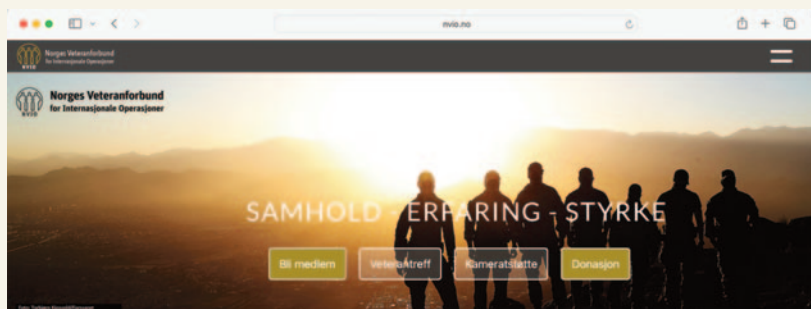 nvio.no
Norges Veteranforbund
for Internasjonale Operasjoner
NVIO
Norges Veteranforbund
for Internasjonale Operasjoner
NVIO
SAMHOLD - ERFARING - STYRKE
Bli medlem Veterantreff Kameratstøtte Donasjon